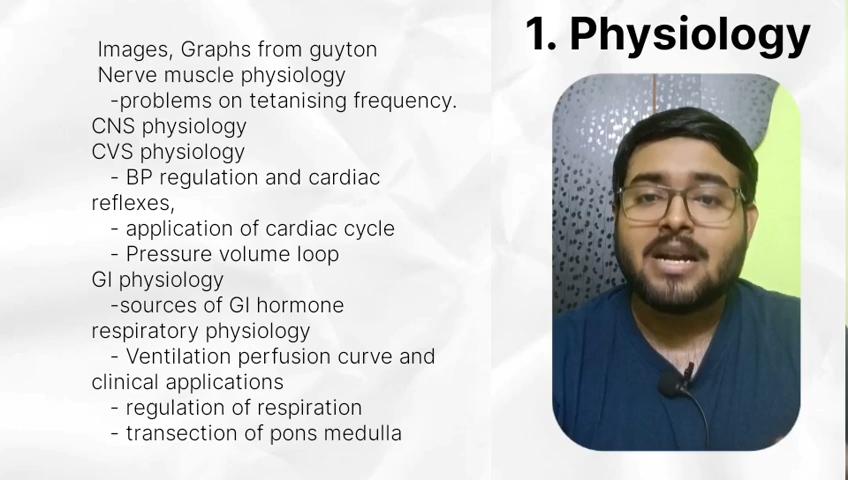 1. Physiology
Images, Graphs from guyton
Nerve muscle physiology
-problems on tetanising frequency.
CNS physiology
CVS physiology
- BP regulation and cardiac
reflexes,
- application of cardiac cycle
- Pressure volume loop
GI physiology
-sources of GI hormone
respiratory physiology
- Ventilation perfusion curve and
clinical applications
- regulation of respiration
- transection of pons medulla